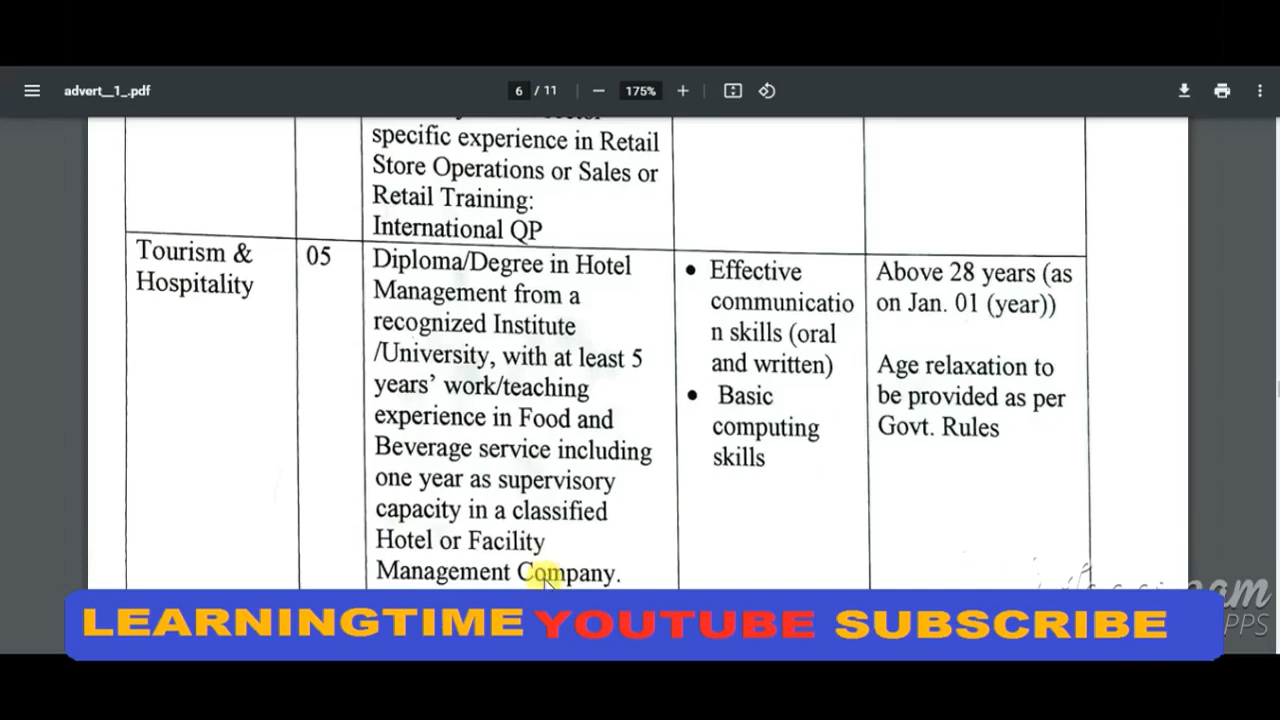 advert__1_.pdf
6 / 11
175%
specific experience in Retail
Store Operations or Sales or
Retail Training:
International QP
Tourism &
Hospitality
05
Diploma/Degree in Hotel
Management from a
recognized Institute
/University, with at least 5
years’ work/teaching
experience in Food and
Beverage service including
one year as supervisory
capacity in a classified
Hotel or Facility
Management Company.
• Effective
communicatio
n skills (oral
and written)
• Basic
computing
skills
Above 28 years (as
on Jan. 01 (year))
Age relaxation to
be provided as per
Govt. Rules
LEARNINGTIME YOUTUBE SUBSCRIBE